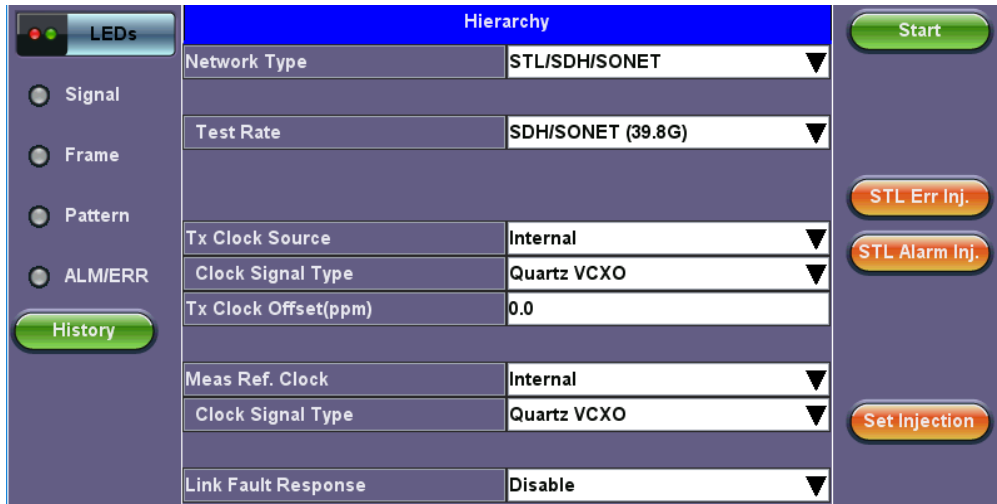 LEDs
Signal
Frame
Pattern
ALM/ERR
History
Hierarchy
Network Type STL/SDH/SONET
Test Rate SDH/SONET (39.8G)
Tx Clock Source Internal
Clock Signal Type Quartz VCXO
Tx Clock Offset(ppm) 0.0
Meas Ref. Clock Internal
Clock Signal Type Quartz VCXO
Link Fault Response Disable
Start
STL Err Inj.
STL Alarm Inj.
Set Injection